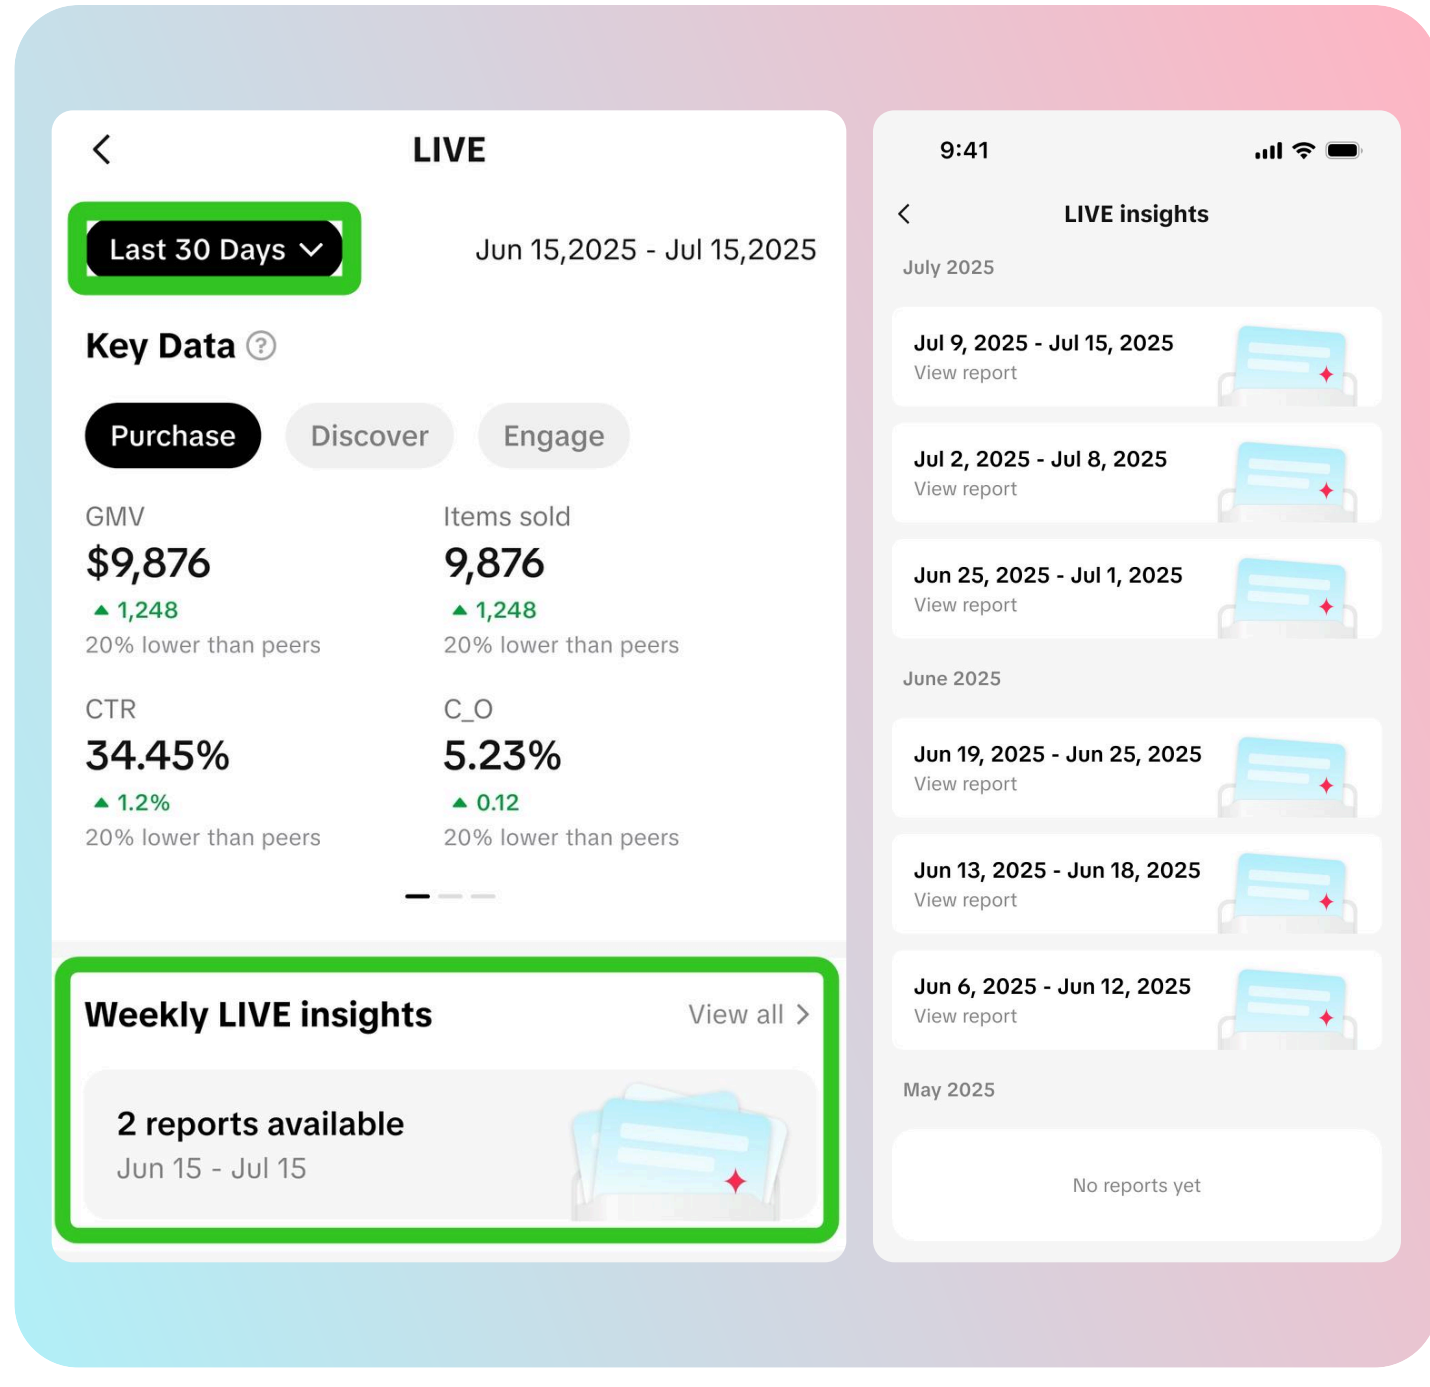 LIVE
Last 30 Days
Jun 15,2025 - Jul 15,2025
Key Data ?
Purchase
Discover
Engage
GMV
$9,876
1,248
20% lower than peers
Items sold
9,876
1,248
20% lower than peers
CTR
34.45%
1.2%
20% lower than peers
C_O
5.23%
0.12
20% lower than peers
Weekly LIVE insights
View all
2 reports available
Jun 15 - Jul 15
9:41
LIVE insights
July 2025
Jul 9, 2025 - Jul 15, 2025
View report
Jul 2, 2025 - Jul 8, 2025
View report
Jun 25, 2025 - Jul 1, 2025
View report
June 2025
Jun 19, 2025 - Jun 25, 2025
View report
Jun 13, 2025 - Jun 18, 2025
View report
Jun 6, 2025 - Jun 12, 2025
View report
May 2025
No reports yet